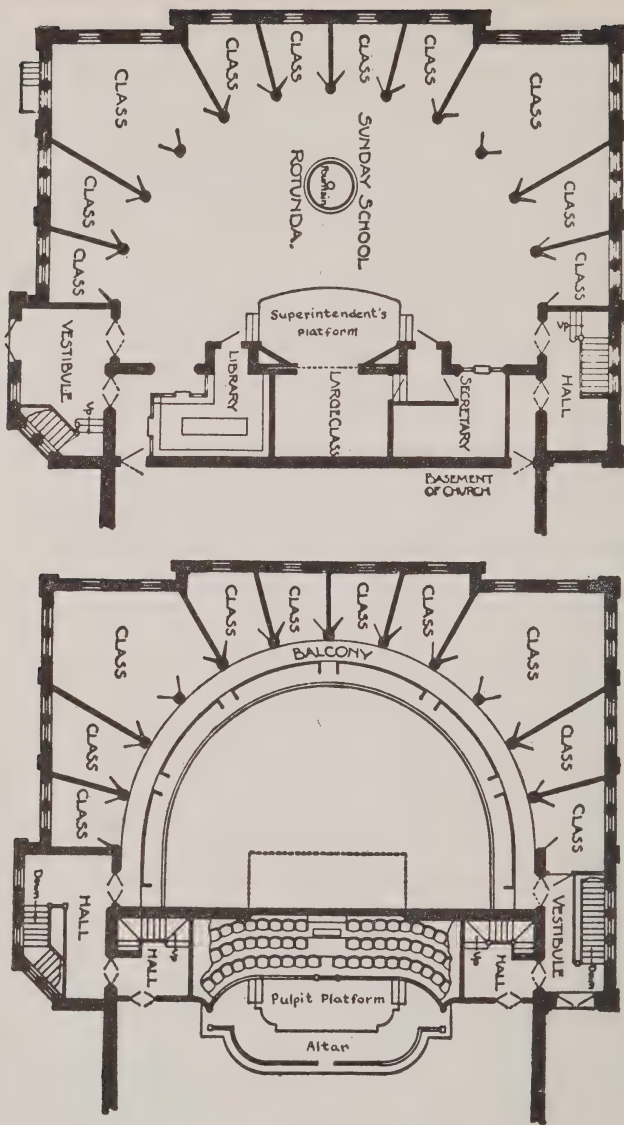 CLASS
CLASS
CLASS
CLASS
CLASS
CLASS
CLASS
CLASS
SUNDAY SCHOOL
ROTUNDA.
Fountain
CLASS
CLASS
VESTIBULE
Up
Superintendent's
Platform
LIBRARY
LARGE CLASS
SECRETARY
Up
HALL
BASEMENT
OF CHURCH
CLASS
CLASS
CLASS
CLASS
CLASS
CLASS
BALCONY
CLASS
CLASS
CLASS
CLASS
HALL
Down
VESTIBULE
Down
Up
HALL
Up
HALL
Pulpit Platform
Altar